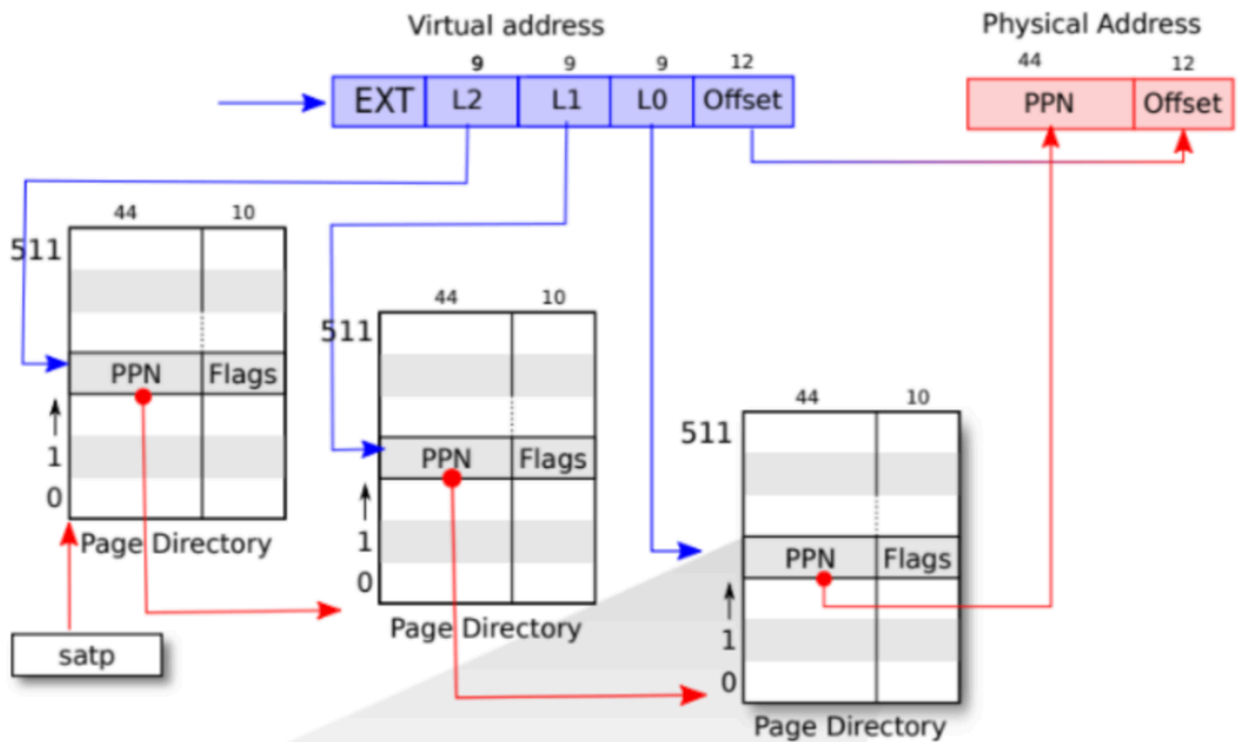 Virtual address
Physical Address
9 9 9 12
44 12
EXT L2 L1 L0 Offset
PPN Offset
44 10
511
PPN Flags
1
0
Page Directory
satp
44 10
511
PPN Flags
1
0
Page Directory
44 10
511
PPN Flags
1
0
Page Directory